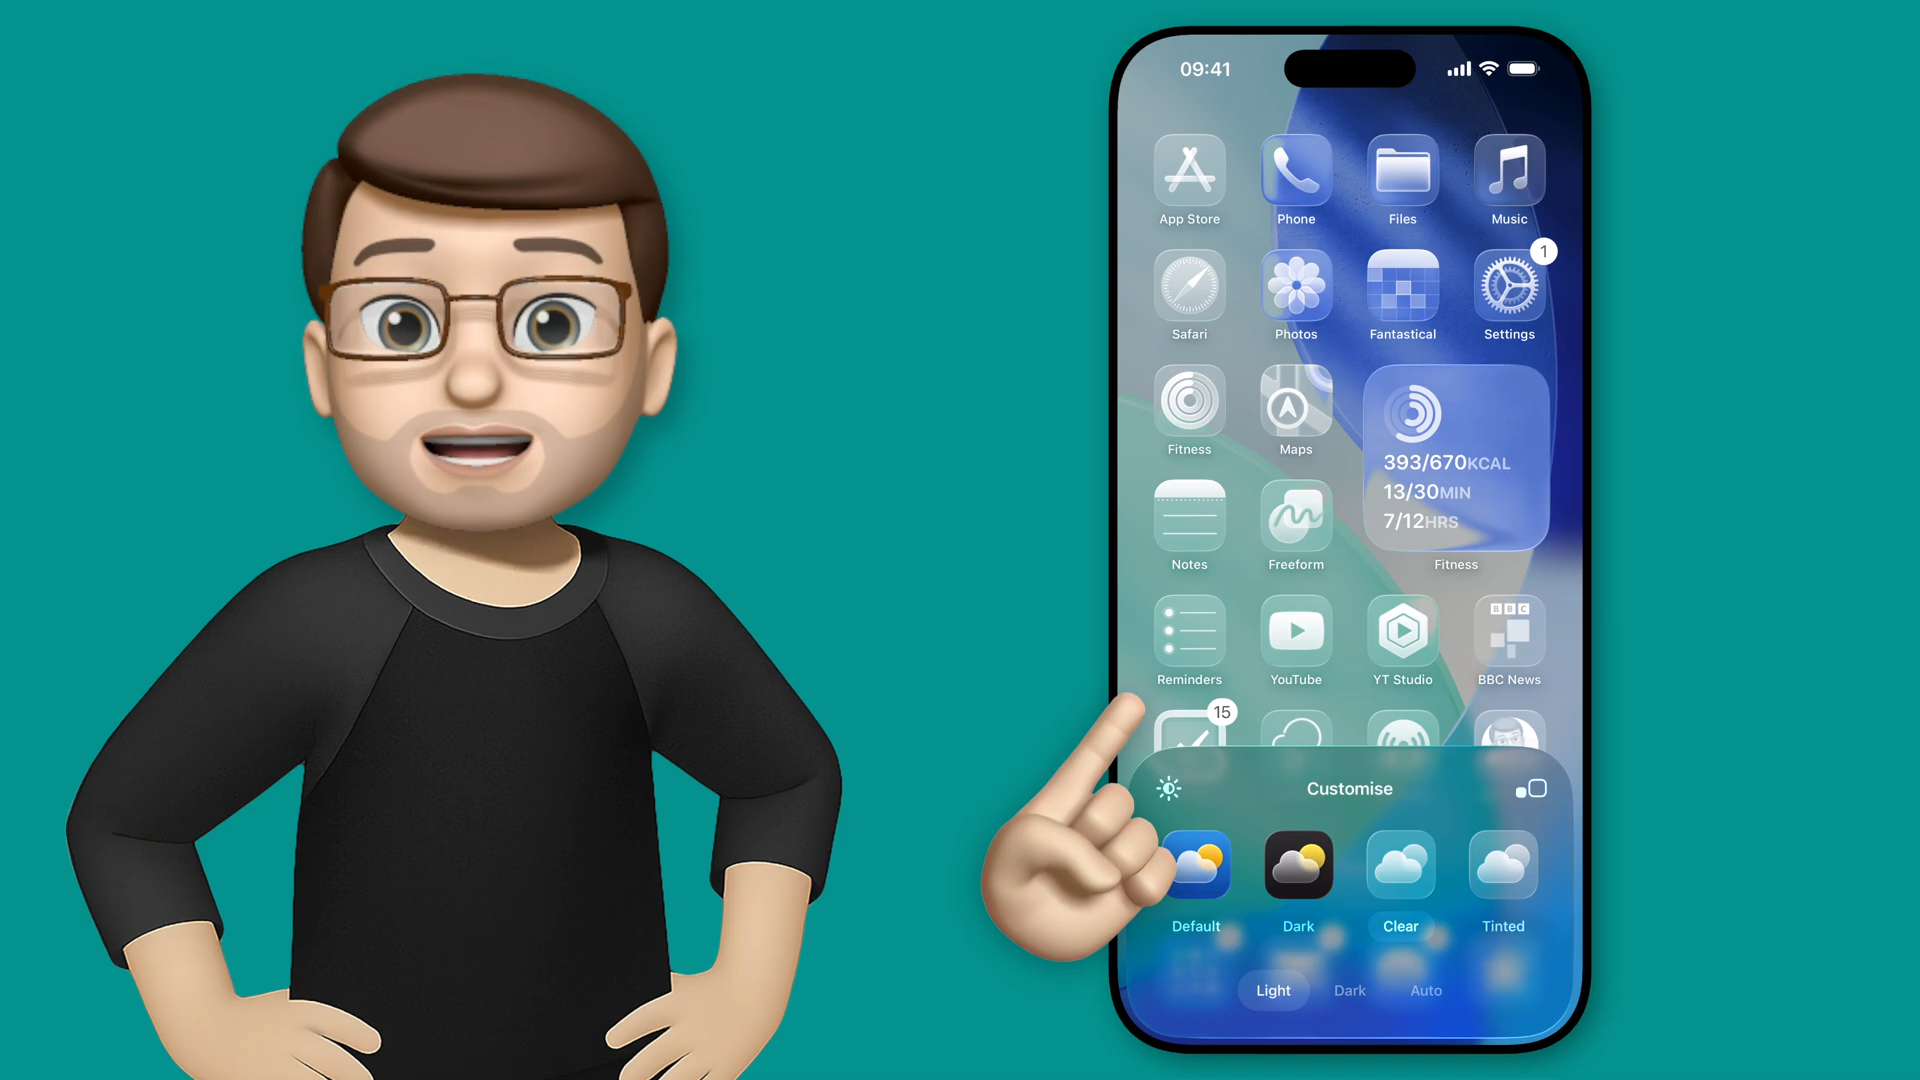 09:41
App Store Phone Files Music
1
Safari Photos Fantastical Settings
Fitness Maps
393/670KCAL
13/30MIN
7/12HRS
Notes Freeform Fitness
BBC
Reminders YouTube YT Studio BBC News
15
Customise
Default Dark Clear Tinted
Light Dark Auto